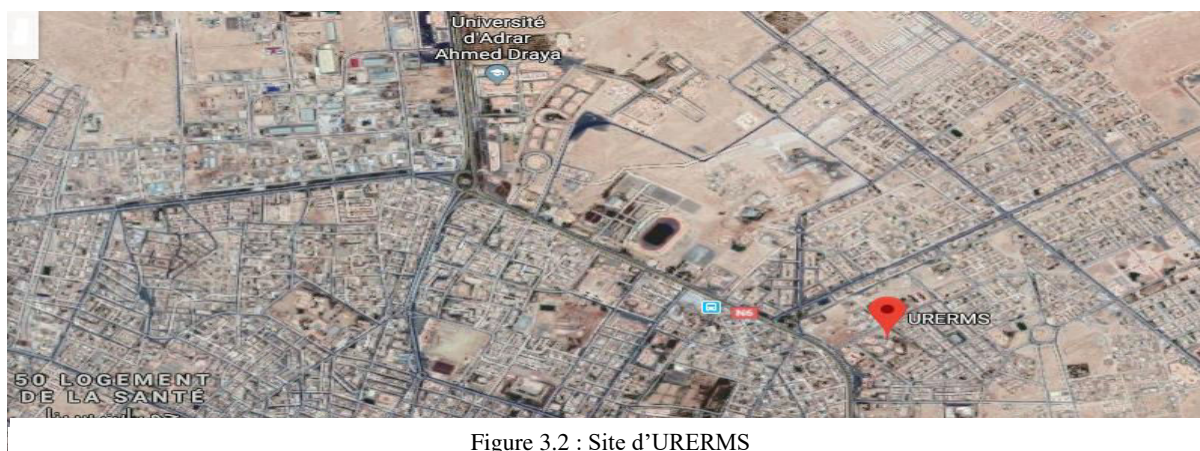 Université
d'Adrar
Ahmed Draya
N6
URERMS
50 LOGEMENT
DE LA SANTÉ
Figure 3.2 : Site d'URERMS